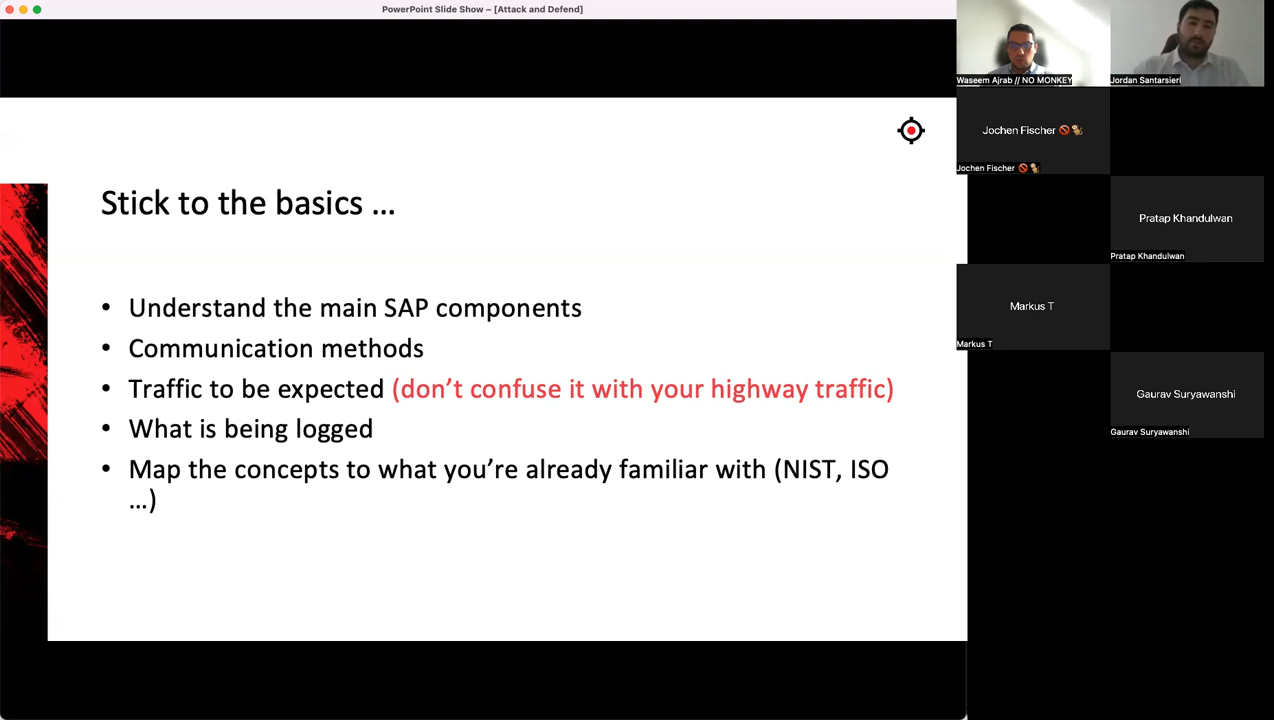 PowerPoint Slide Show – [Attack and Defend]
Stick to the basics ...
• Understand the main SAP components
• Communication methods
• Traffic to be expected (don’t confuse it with your highway traffic)
• What is being logged
• Map the concepts to what you’re already familiar with (NIST, ISO
...)
Waseem Ajrab // NO MONKEY
Jordan Santarsieri
Jochen Fischer 🚫🐒
Jochen Fischer 🚫🐒
Pratap Khandulwan
Pratap Khandulwan
Markus T
Markus T
Gaurav Suryawanshi
Gaurav Suryawanshi